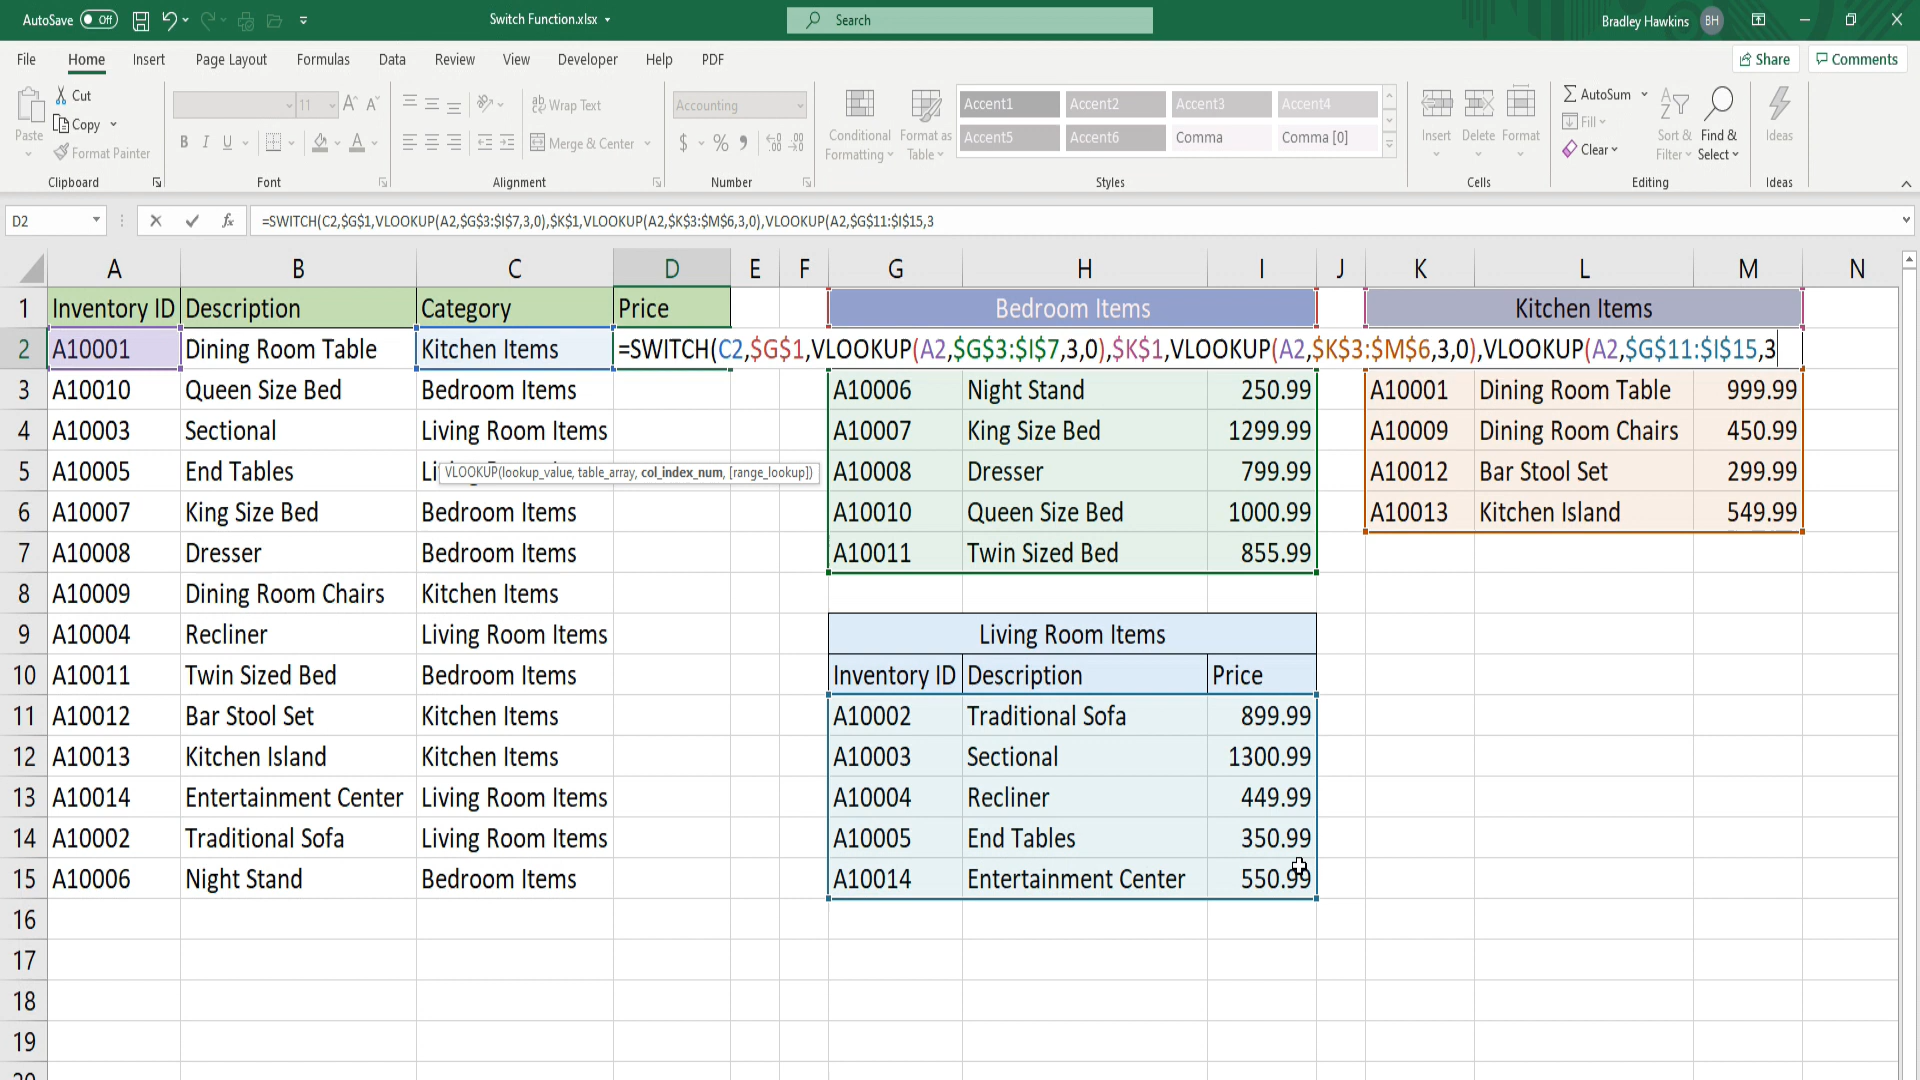 AutoSave Off Switch Function.xlsx Search Bradley Hawkins BH
File Home Insert Page Layout Formulas Data Review View Developer Help PDF Share Comments
Paste Cut Copy Format Painter
Clipboard
11
B I U A
Font
Wrap Text
Merge & Center
Alignment
Accounting
$ % ,
Number
Conditional Formatting Format as Table
Accent1 Accent2 Accent3 Accent4
Accent5 Accent6 Comma Comma [0]
Styles
Insert Delete Format
Cells
AutoSum
Fill
Clear
Sort & Filter Find & Select
Editing
Ideas
Ideas
D2 fx =SWITCH(C2,$G$1,VLOOKUP(A2,$G$3:$I$7,3,0),$K$1,VLOOKUP(A2,$K$3:$M$6,3,0),VLOOKUP(A2,$G$11:$I$15,3
A B C D E F G H I J K L M N
1 Inventory ID Description Category Price Bedroom Items Kitchen Items
2 A10001 Dining Room Table Kitchen Items =SWITCH(C2,$G$1,VLOOKUP(A2,$G$3:$I$7,3,0),$K$1,VLOOKUP(A2,$K$3:$M$6,3,0),VLOOKUP(A2,$G$11:$I$15,3
3 A10010 Queen Size Bed Bedroom Items A10006 Night Stand 250.99 A10001 Dining Room Table 999.99
4 A10003 Sectional Living Room Items A10007 King Size Bed 1299.99 A10009 Dining Room Chairs 450.99
5 A10005 End Tables Li VLOOKUP(lookup_value, table_array, col_index_num, [range_lookup]) A10008 Dresser 799.99 A10012 Bar Stool Set 299.99
6 A10007 King Size Bed Bedroom Items A10010 Queen Size Bed 1000.99 A10013 Kitchen Island 549.99
7 A10008 Dresser Bedroom Items A10011 Twin Sized Bed 855.99
8 A10009 Dining Room Chairs Kitchen Items
9 A10004 Recliner Living Room Items Living Room Items
10 A10011 Twin Sized Bed Bedroom Items Inventory ID Description Price
11 A10012 Bar Stool Set Kitchen Items A10002 Traditional Sofa 899.99
12 A10013 Kitchen Island Kitchen Items A10003 Sectional 1300.99
13 A10014 Entertainment Center Living Room Items A10004 Recliner 449.99
14 A10002 Traditional Sofa Living Room Items A10005 End Tables 350.99
15 A10006 Night Stand Bedroom Items A10014 Entertainment Center 550.99
16
17
18
19